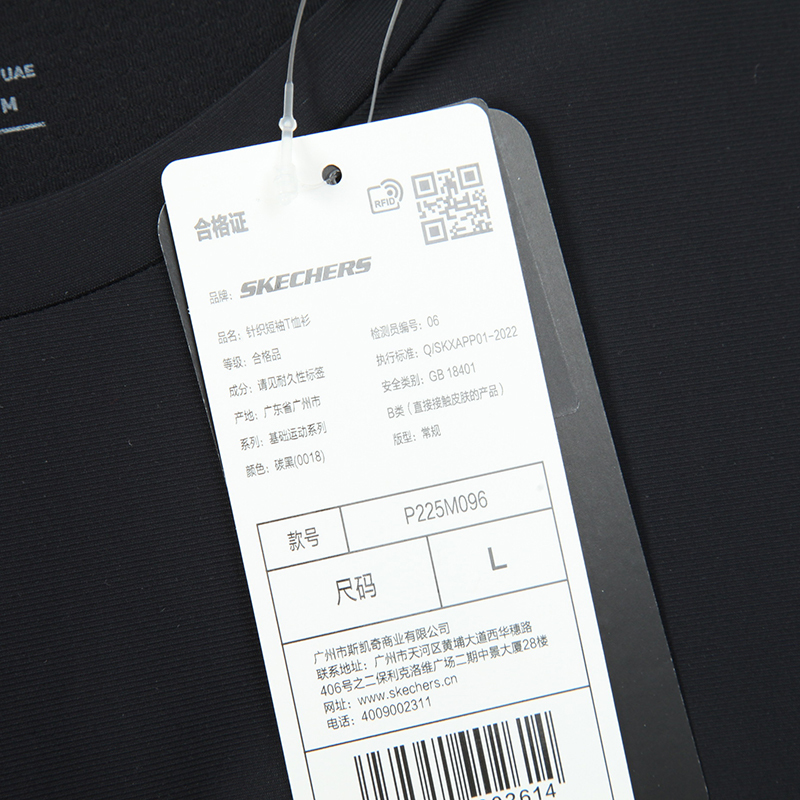 UAE
M
RFID
合格证
品牌: SKECHERS
品名: 针织短袖T恤衫
等级: 合格品
成分: 请见耐久性标签
产地: 广东省广州市
系列: 基础运动系列
颜色: 碳黑(0018)
检测员编号: 06
执行标准: Q/SKXAPP01-2022
安全类别: GB 18401
B类（直接接触皮肤的产品）
版型: 常规
款号 P225M096
尺码 L
广州市斯凯奇商业有限公司
联系地址: 广州市天河区黄埔大道西华穗路
406号之二保利克洛维广场二期中景大厦28楼
网址: www.skechers.cn
电话: 4009002311
2614